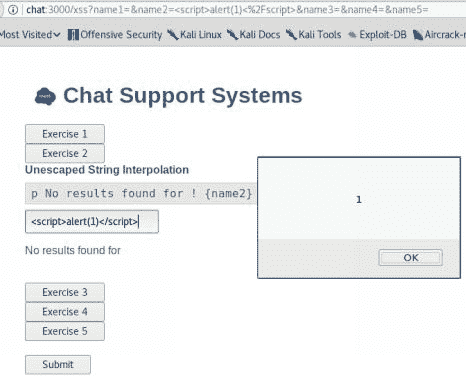 chat:3000/xss?name1=&name2=<script>alert(1)<%2Fscript>&name3=&name4=&name5=
Most Visited Kali Linux Kali Docs Kali Tools Exploit-DB Aircrack-n
Chat Support Systems
Exercise 1
Exercise 2
Unescaped String Interpolation
p No results found for ! {name2}
<script>alert(1)</script>
No results found for
1
OK
Exercise 3
Exercise 4
Exercise 5
Submit